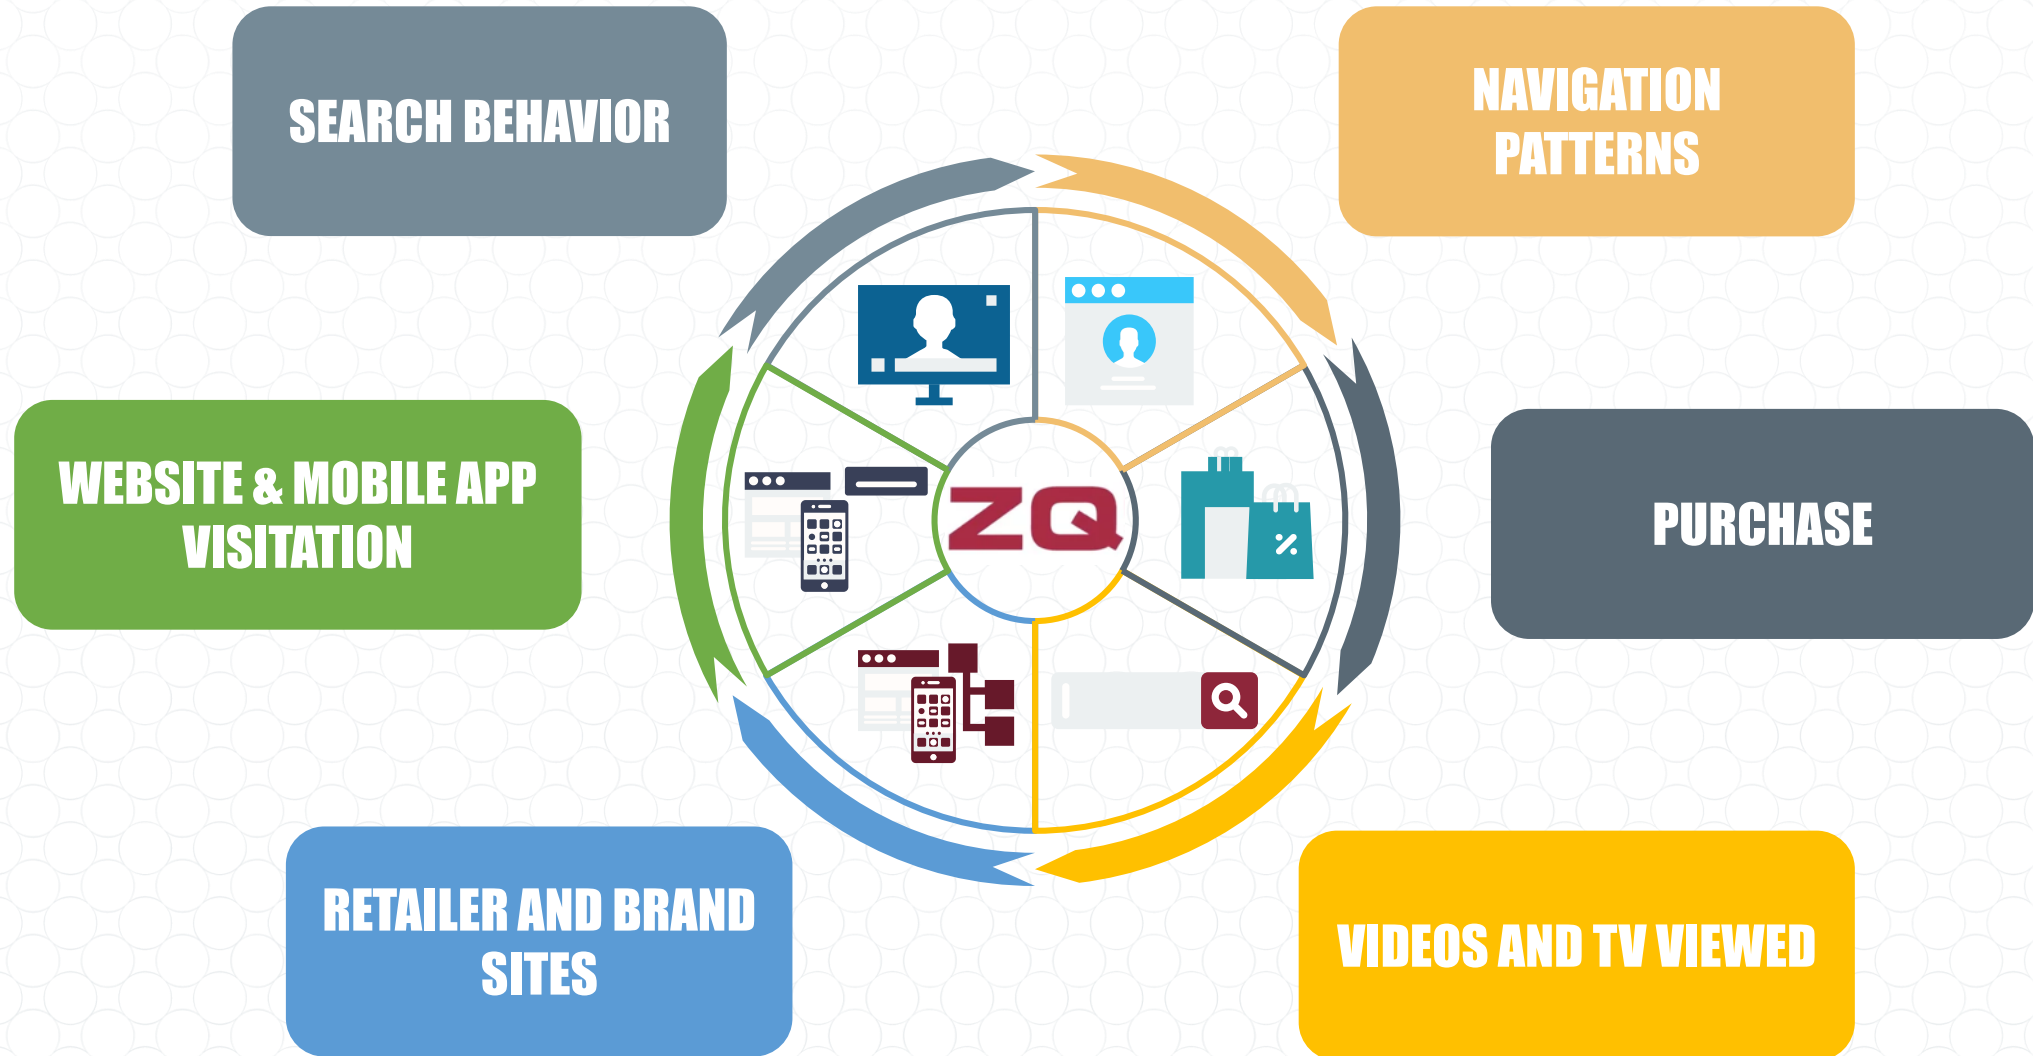 SEARCH BEHAVIOR
NAVIGATION
PATTERNS
WEBSITE & MOBILE APP
VISITATION
ZQ
%
PURCHASE
RETAILER AND BRAND
SITES
VIDEOS AND TV VIEWED